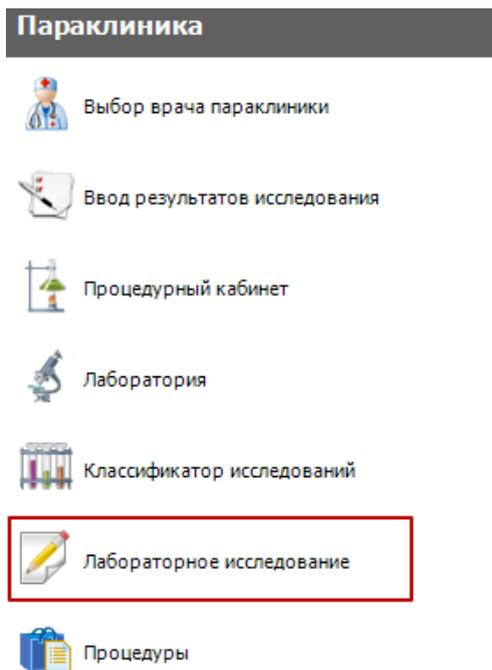 Параклиника
Выбор врача параклиники
Ввод результатов исследования
Процедурный кабинет
Лаборатория
Классификатор исследований
Лабораторное исследование
Процедуры